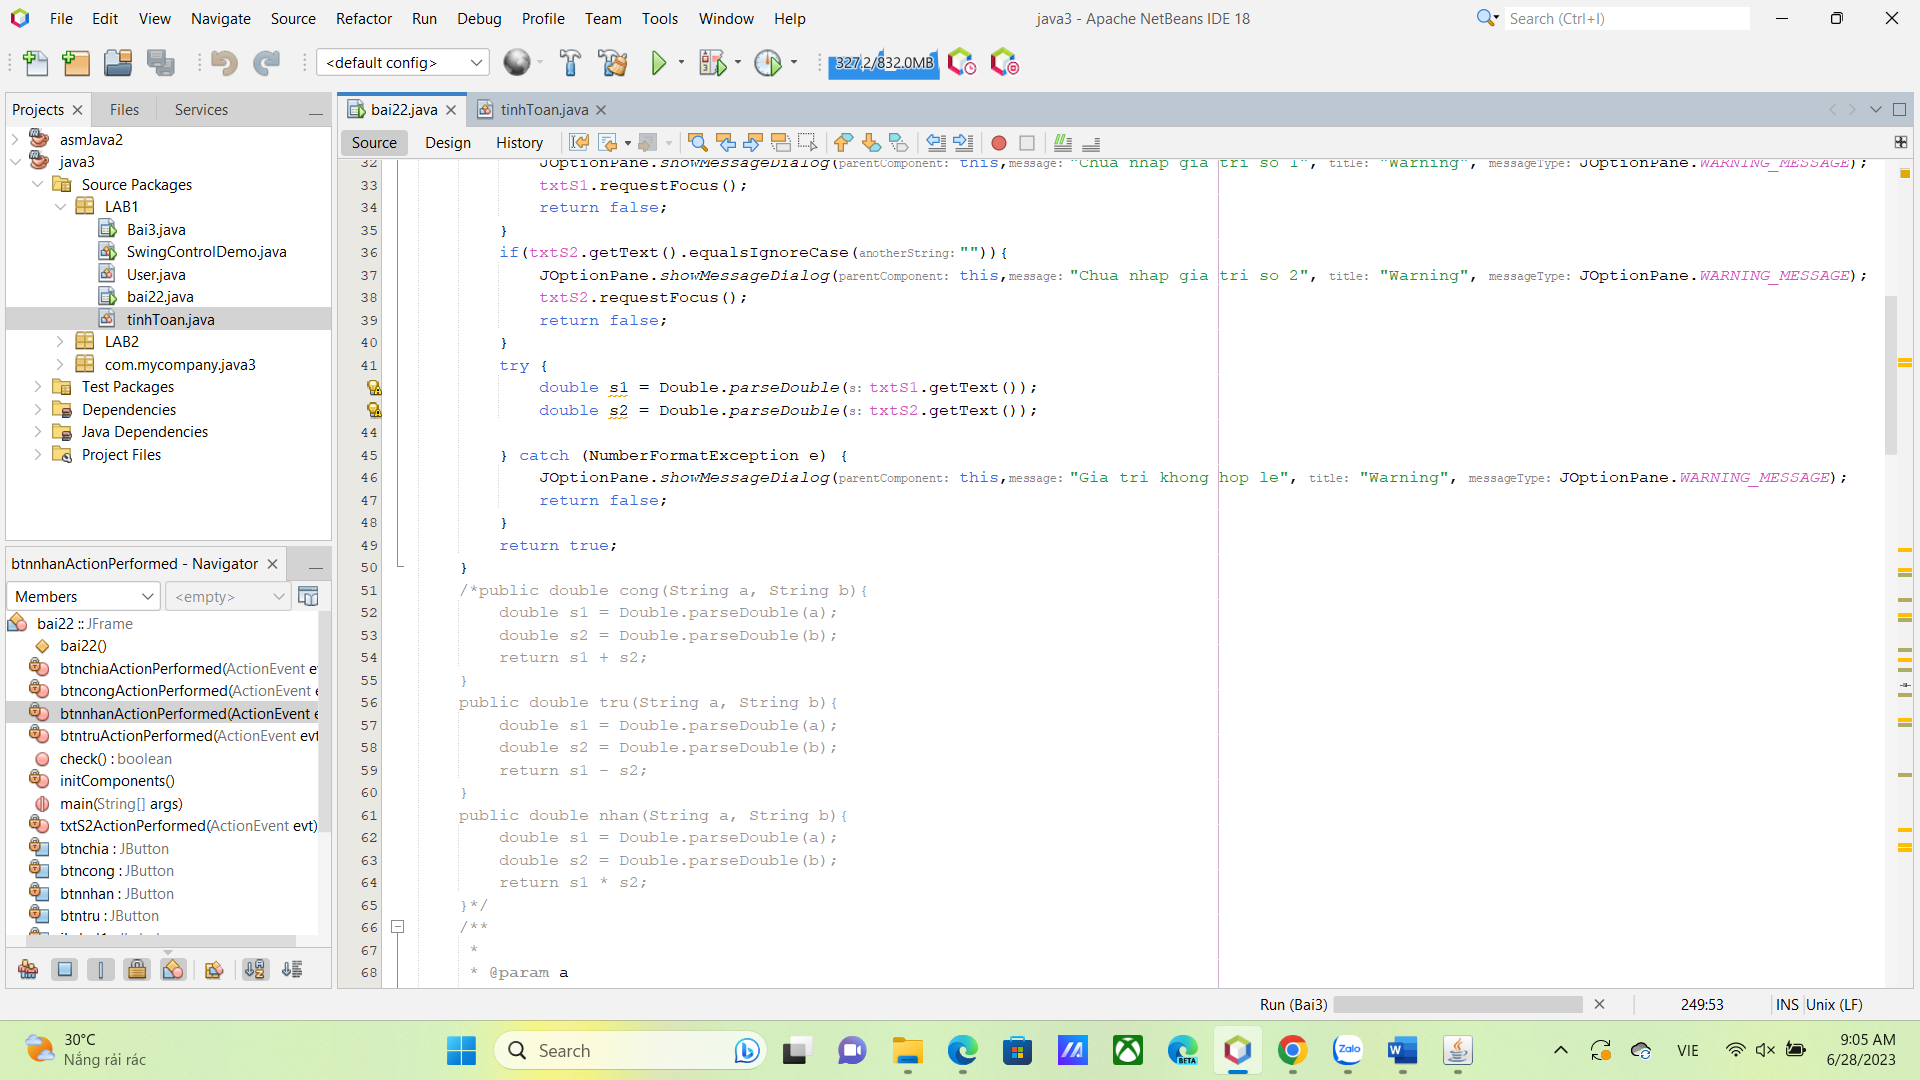 File Edit View Navigate Source Refactor Run Debug Profile Team Tools Window Help
java3 - Apache NetBeans IDE 18
Search (Ctrl+I)
<default config>
327.2/832.0MB
Projects Files Services
asmJava2
java3
Source Packages
LAB1
Bai3.java
SwingControlDemo.java
User.java
bai22.java
tinhToan.java
LAB2
com.mycompany.java3
Test Packages
Dependencies
Java Dependencies
Project Files
btnnhanActionPerformed - Navigator
Members <empty>
bai22 :: JFrame
bai22()
btnchiaActionPerformed(ActionEvent ev
btncongActionPerformed(ActionEvent e
btnnhanActionPerformed(ActionEvent e
btntruActionPerformed(ActionEvent evt
check() : boolean
initComponents()
main(String[] args)
txtS2ActionPerformed(ActionEvent evt)
btnchia : JButton
btncong : JButton
btnnhan : JButton
btntru : JButton
bai22.java tinhToan.java
Source Design History
32 JOptionPane.showMessageDialog(parentComponent: this,message: "Chua nhap gia tri so 1", title: "Warning", messageType: JOptionPane.WARNING_MESSAGE);
33 txtS1.requestFocus();
34 return false;
35 }
36 if(txtS2.getText().equalsIgnoreCase(anotherString: "")){
37 JOptionPane.showMessageDialog(parentComponent: this,message: "Chua nhap gia tri so 2", title: "Warning", messageType: JOptionPane.WARNING_MESSAGE);
38 txtS2.requestFocus();
39 return false;
40 }
41 try {
double s1 = Double.parseDouble(s: txtS1.getText());
double s2 = Double.parseDouble(s: txtS2.getText());
44
45 } catch (NumberFormatException e) {
46 JOptionPane.showMessageDialog(parentComponent: this,message: "Gia tri khong hop le", title: "Warning", messageType: JOptionPane.WARNING_MESSAGE);
47 return false;
48 }
49 return true;
50 }
51 /*public double cong(String a, String b){
52 double s1 = Double.parseDouble(a);
53 double s2 = Double.parseDouble(b);
54 return s1 + s2;
55 }
56 public double tru(String a, String b){
57 double s1 = Double.parseDouble(a);
58 double s2 = Double.parseDouble(b);
59 return s1 - s2;
60 }
61 public double nhan(String a, String b){
62 double s1 = Double.parseDouble(a);
63 double s2 = Double.parseDouble(b);
64 return s1 * s2;
65 }*/
66 /**
67 *
68 * @param a
Run (Bai3) 249:53 INS Unix (LF)
30°C
Nắng rải rác
Search
BETA
Zalo
VIE
9:05 AM
6/28/2023